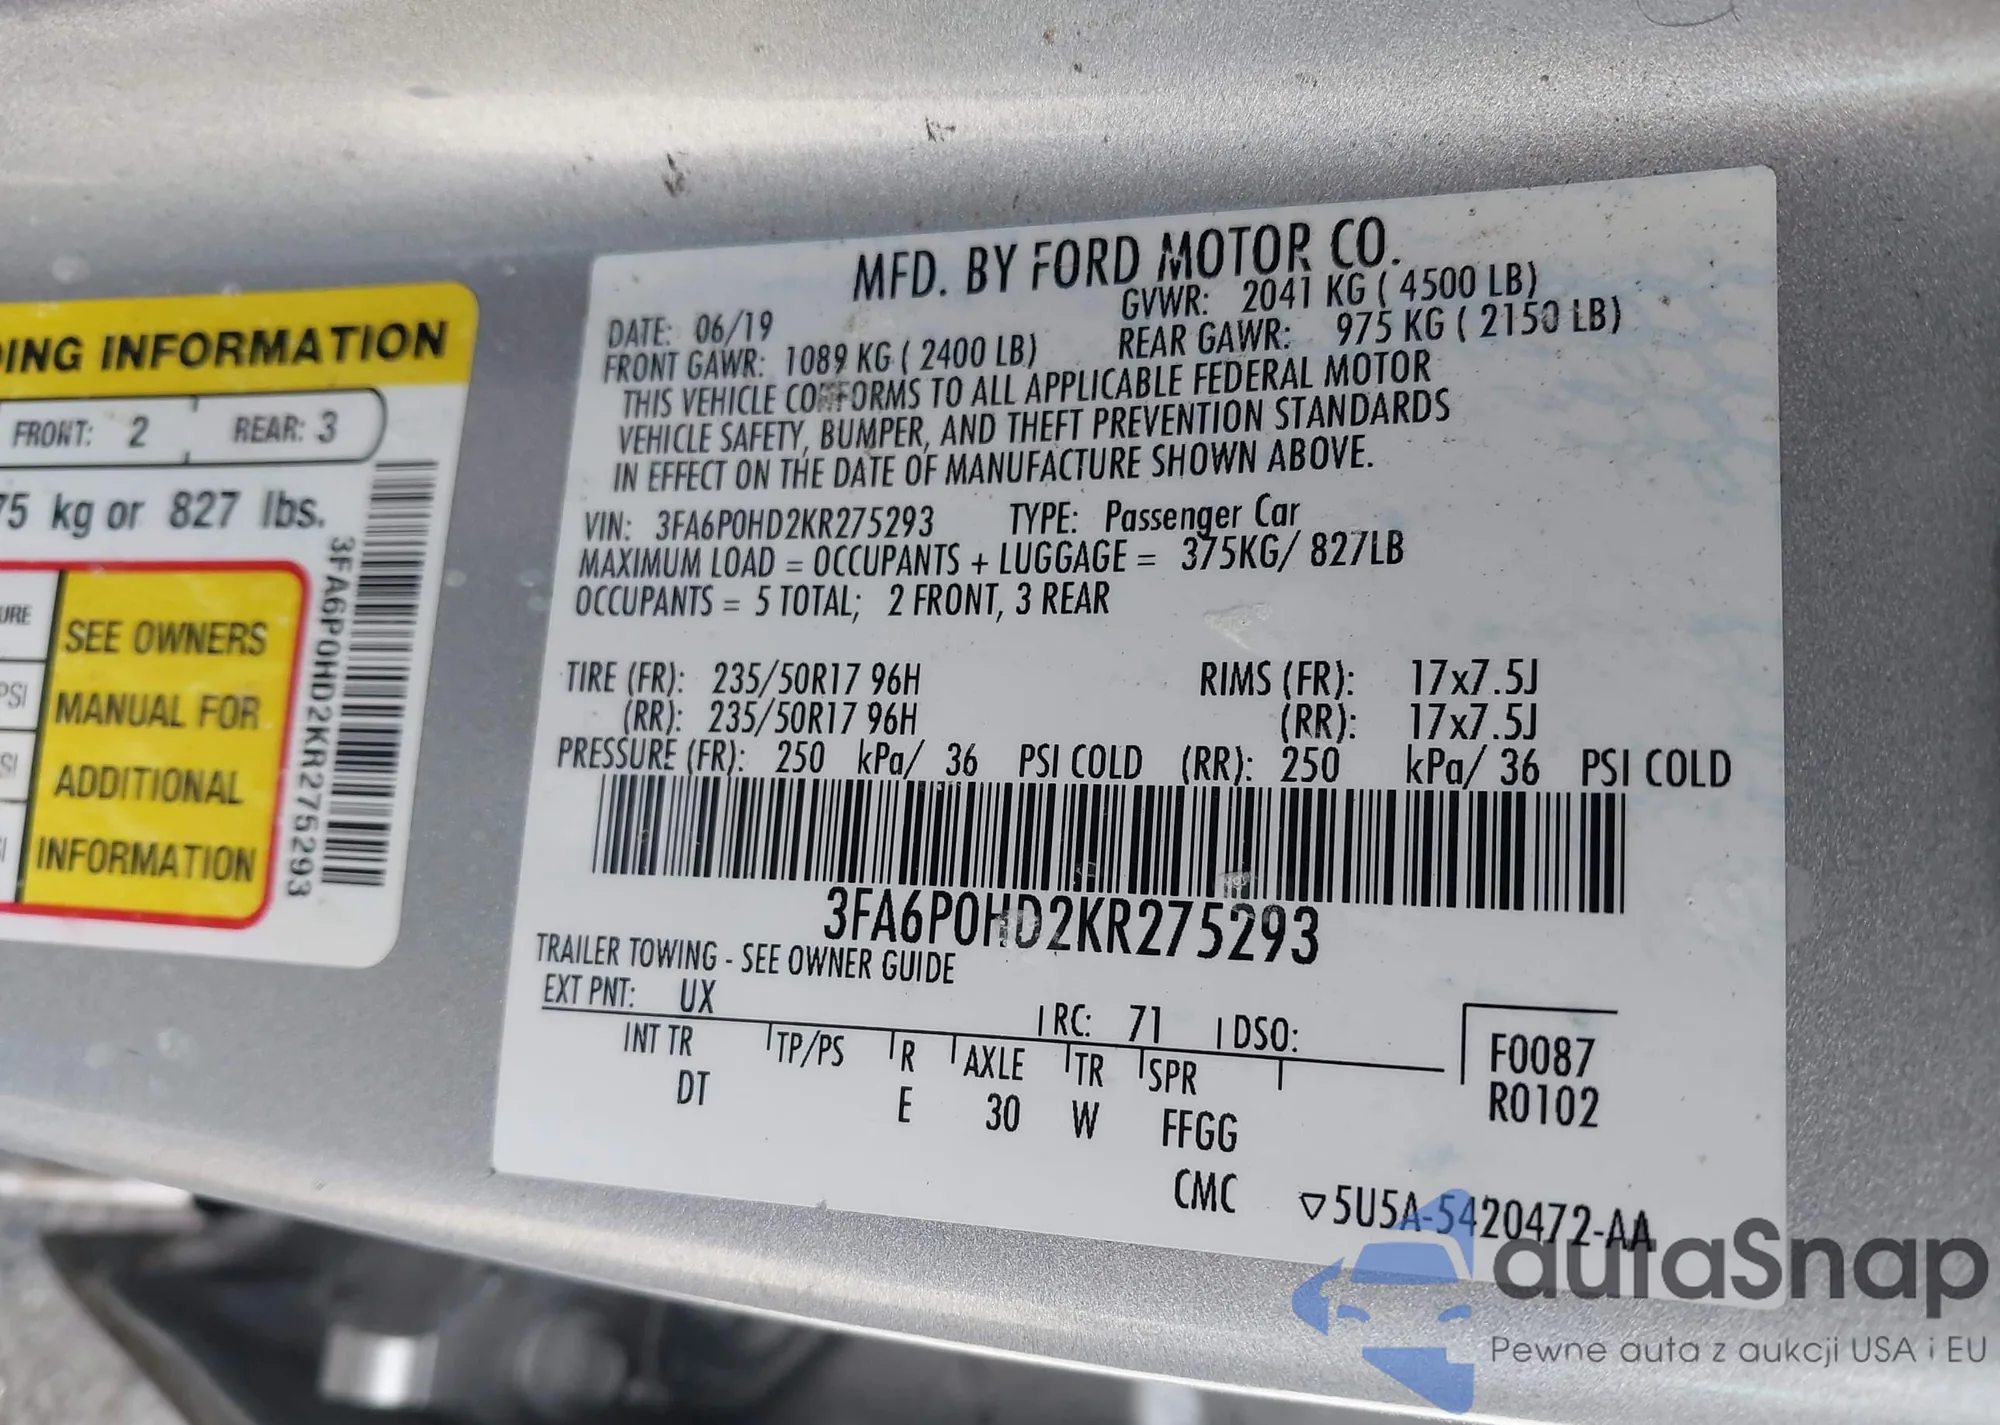 ING INFORMATION
FRONT: 2 REAR: 3
75 kg or 827 lbs.
URE
PSI
SI
SEE OWNERS
MANUAL FOR
ADDITIONAL
INFORMATION
3FA6P0HD2KR275293
MFD. BY FORD MOTOR CO.
DATE: 06/19 GVWR: 2041 KG ( 4500 LB)
FRONT GAWR: 1089 KG ( 2400 LB) REAR GAWR: 975 KG ( 2150 LB)
THIS VEHICLE CONFORMS TO ALL APPLICABLE FEDERAL MOTOR
VEHICLE SAFETY, BUMPER, AND THEFT PREVENTION STANDARDS
IN EFFECT ON THE DATE OF MANUFACTURE SHOWN ABOVE.
VIN: 3FA6P0HD2KR275293 TYPE: Passenger Car
MAXIMUM LOAD = OCCUPANTS + LUGGAGE = 375KG/ 827LB
OCCUPANTS = 5 TOTAL; 2 FRONT, 3 REAR
TIRE (FR): 235/50R17 96H RIMS (FR): 17x7.5J
(RR): 235/50R17 96H (RR): 17x7.5J
PRESSURE (FR): 250 kPa/ 36 PSI COLD (RR): 250 kPa/ 36 PSI COLD
3FA6P0HD2KR275293
TRAILER TOWING - SEE OWNER GUIDE
EXT PNT: UX RC: 71 DSO:
INT TR TP/PS R AXLE TR SPR F0087
DT E 30 W FFGG R0102
CMC ▽5U5A-5420472-AA
autaSnap
Pewne auta z aukcji USA i EU